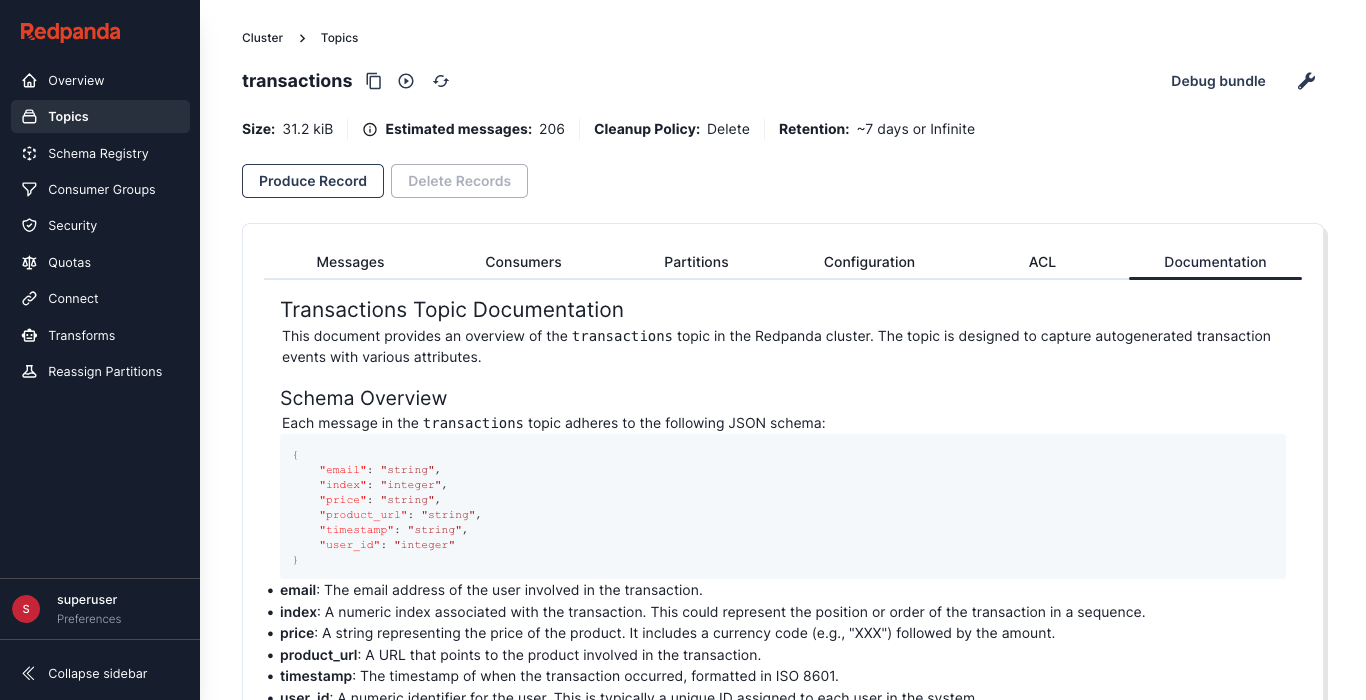 Redpanda
Overview
Topics
Schema Registry
Consumer Groups
Security
Quotas
Connect
Transforms
Reassign Partitions
S
superuser
Preferences
Collapse sidebar
Cluster > Topics
transactions
Debug bundle
Size: 31.2 kiB Estimated messages: 206 Cleanup Policy: Delete Retention: ~7 days or Infinite
Produce Record Delete Records
Messages Consumers Partitions Configuration ACL Documentation
Transactions Topic Documentation
This document provides an overview of the transactions topic in the Redpanda cluster. The topic is designed to capture autogenerated transaction
events with various attributes.
Schema Overview
Each message in the transactions topic adheres to the following JSON schema:
{
"email": "string",
"index": "integer",
"price": "string",
"product_url": "string",
"timestamp": "string",
"user_id": "integer"
}
• email: The email address of the user involved in the transaction.
• index: A numeric index associated with the transaction. This could represent the position or order of the transaction in a sequence.
• price: A string representing the price of the product. It includes a currency code (e.g., "XXX") followed by the amount.
• product_url: A URL that points to the product involved in the transaction.
• timestamp: The timestamp of when the transaction occurred, formatted in ISO 8601.
• user_id: A numeric identifier for the user. This is typically a unique ID assigned to each user in the system.